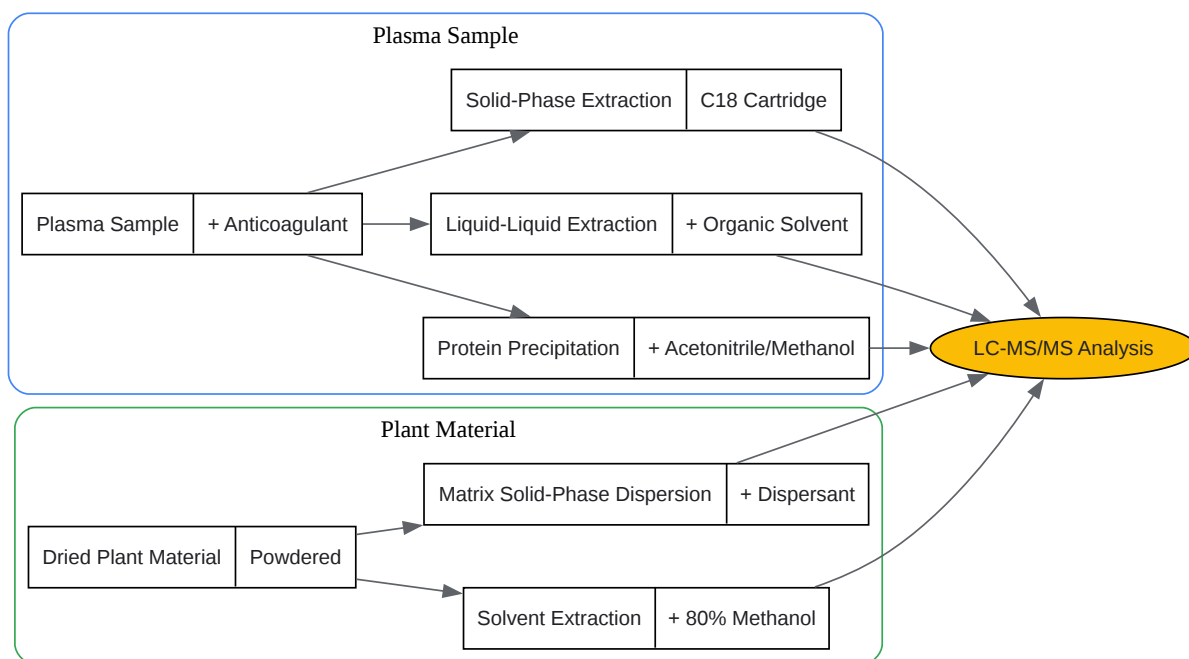 Plasma Sample
Solid-Phase Extraction
C18 Cartridge
Plasma Sample
+ Anticoagulant
Liquid-Liquid Extraction
+ Organic Solvent
Protein Precipitation
+ Acetonitrile/Methanol
LC-MS/MS Analysis
Plant Material
Matrix Solid-Phase Dispersion
+ Dispersant
Dried Plant Material
Powdered
Solvent Extraction
+ 80% Methanol